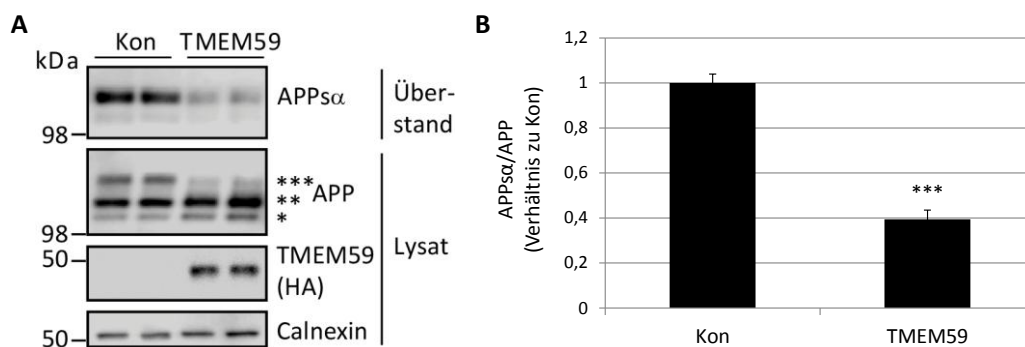 A
Kon TMEM59
kDa
APPsα
Über-
stand
98
***
APP
**
*
98
50
TMEM59
(HA)
Lysat
Calnexin
50
B
APPsα/APP
(Verhältnis zu Kon)
1,2
1
0,8
0,6
0,4
0,2
0
***
Kon TMEM59